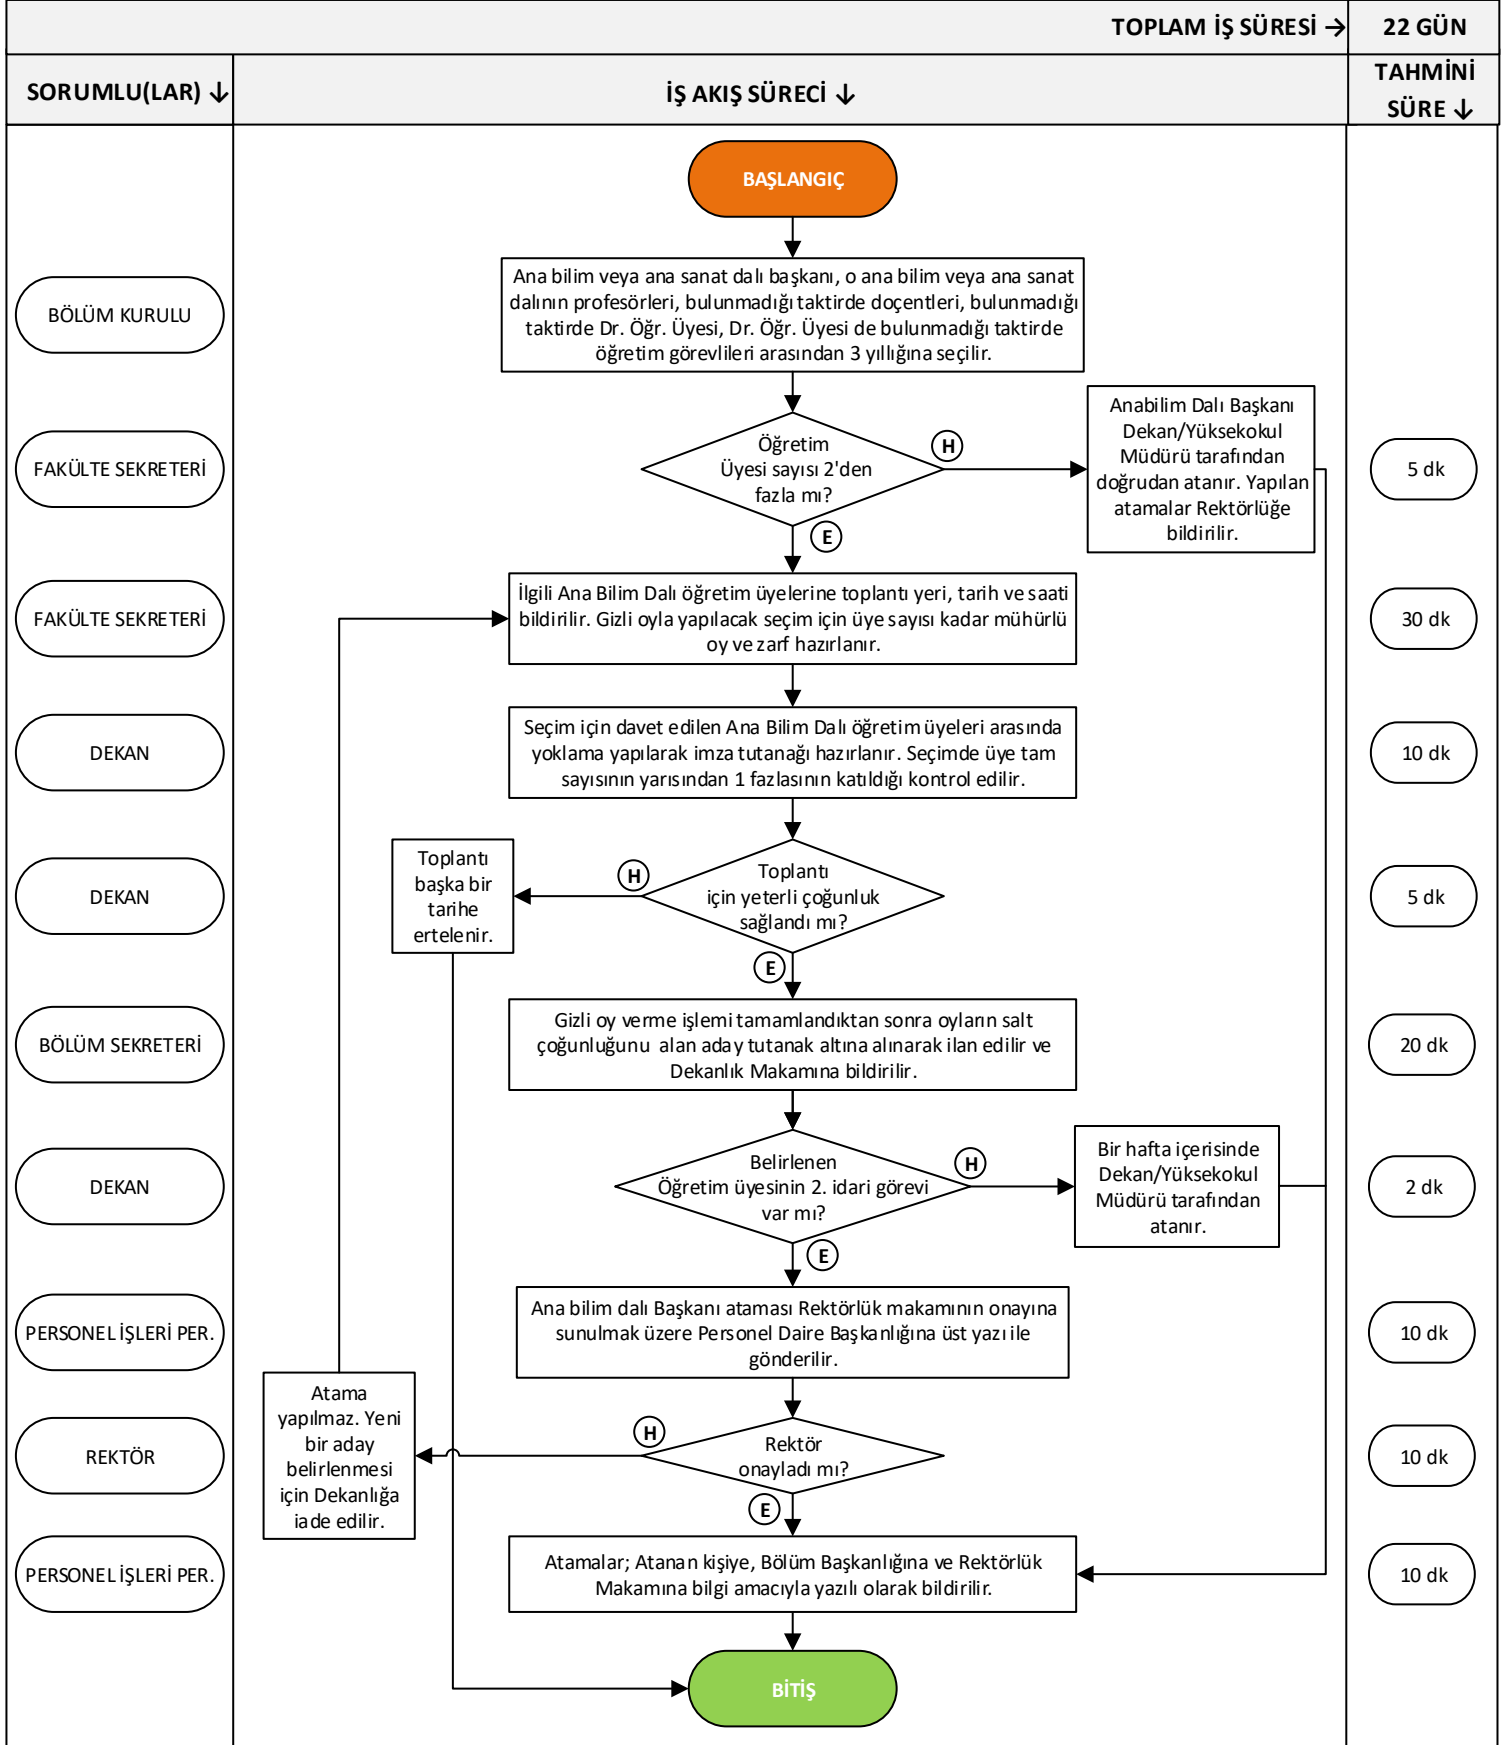 TOPLAM İŞ SÜRESİ →
22 GÜN
SORUMLU(LAR) ↓
İŞ AKIŞ SÜRECİ ↓
TAHMİNİ
SÜRE ↓
BAŞLANGIÇ
BÖLÜM KURULU
Ana bilim veya ana sanat dalı başkanı, o ana bilim veya ana sanat
dalının profesörleri, bulunmadığı taktirde doçentleri, bulunmadığı
taktirde Dr. Öğr. Üyesi, Dr. Öğr. Üyesi de bulunmadığı taktirde
öğretim görevlileri arasından 3 yıllığına seçilir.
FAKÜLTE SEKRETERİ
Öğretim
Üyesi sayısı 2'den
fazla mı?
H
Anabilim Dalı Başkanı
Dekan/Yüksekokul
Müdürü tarafından
doğrudan atanır. Yapılan
atamalar Rektörlüğe
bildirilir.
5 dk
E
FAKÜLTE SEKRETERİ
İlgili Ana Bilim Dalı öğretim üyelerine toplantı yeri, tarih ve saati
bildirilir. Gizli oyla yapılacak seçim için üye sayısı kadar mühürlü
oy ve zarf hazırlanır.
30 dk
DEKAN
Seçim için davet edilen Ana Bilim Dalı öğretim üyeleri arasında
yoklama yapılarak imza tutanağı hazırlanır. Seçimde üye tam
sayısının yarısından 1 fazlasının katıldığı kontrol edilir.
10 dk
DEKAN
Toplantı
başka bir
tarihe
ertelenir.
H
Toplantı
için yeterli çoğunluk
sağlandı mı?
5 dk
E
BÖLÜM SEKRETERİ
Gizli oy verme işlemi tamamlandıktan sonra oyların salt
çoğunluğunu alan aday tutanak altına alınarak ilan edilir ve
Dekanlık Makamına bildirilir.
20 dk
DEKAN
Belirlenen
Öğretim üyesinin 2. idari görevi
var mı?
H
Bir hafta içerisinde
Dekan/Yüksekokul
Müdürü tarafından
atanır.
2 dk
E
PERSONEL İŞLERİ PER.
Ana bilim dalı Başkanı ataması Rektörlük makamının onayına
sunulmak üzere Personel Daire Başkanlığına üst yazı ile
gönderilir.
10 dk
REKTÖR
Atama
yapılmaz. Yeni
bir aday
belirlenmesi
için Dekanlığa
iade edilir.
H
Rektör
onayladı mı?
10 dk
E
PERSONEL İŞLERİ PER.
Atamalar; Atanan kişiye, Bölüm Başkanlığına ve Rektörlük
Makamına bilgi amacıyla yazılı olarak bildirilir.
10 dk
BİTİŞ